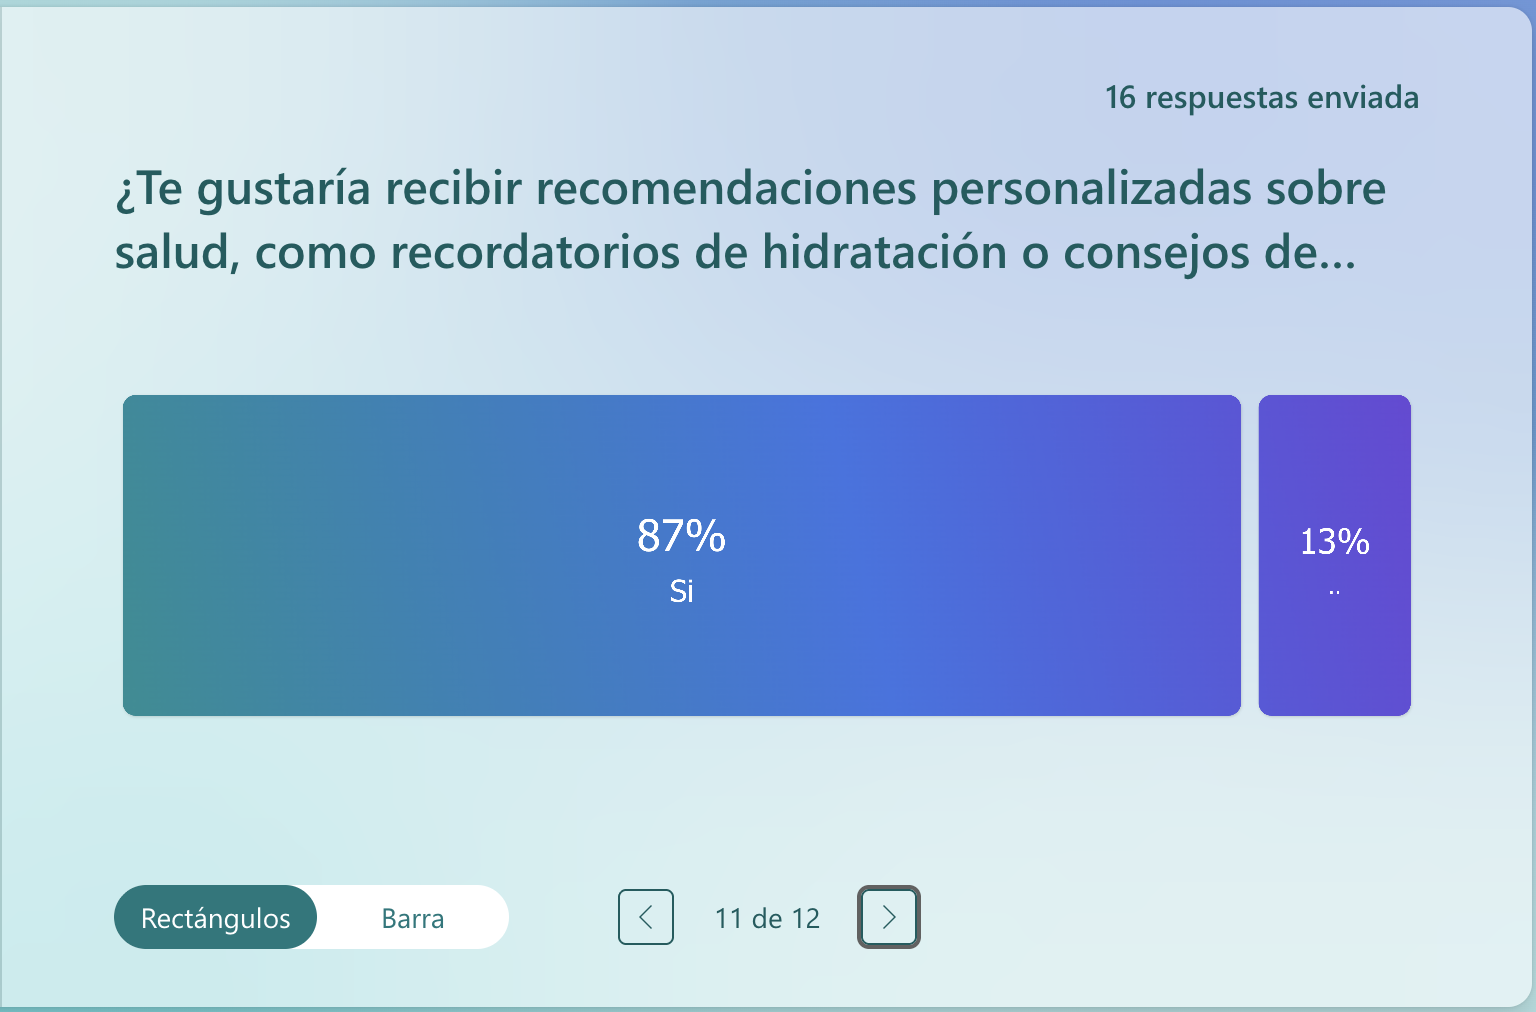 16 respuestas enviada
¿Te gustaría recibir recomendaciones personalizadas sobre
salud, como recordatorios de hidratación o consejos de...
87%
Si
13%
..
Rectángulos
Barra
11 de 12